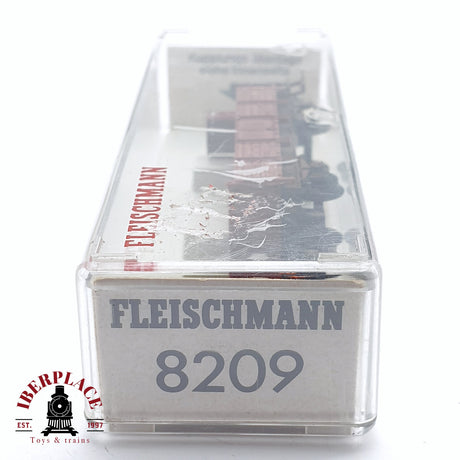 FLEISCHMANN
FLEISCHMANN
8209
IBERPLACE
EST. 1997
Toys & trains